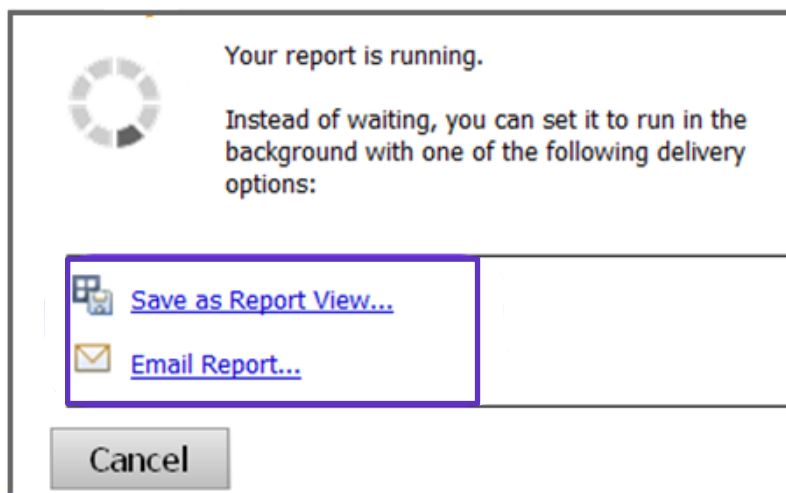 Your report is running.
Instead of waiting, you can set it to run in the
background with one of the following delivery
options:
Save as Report View...
Email Report...
Cancel